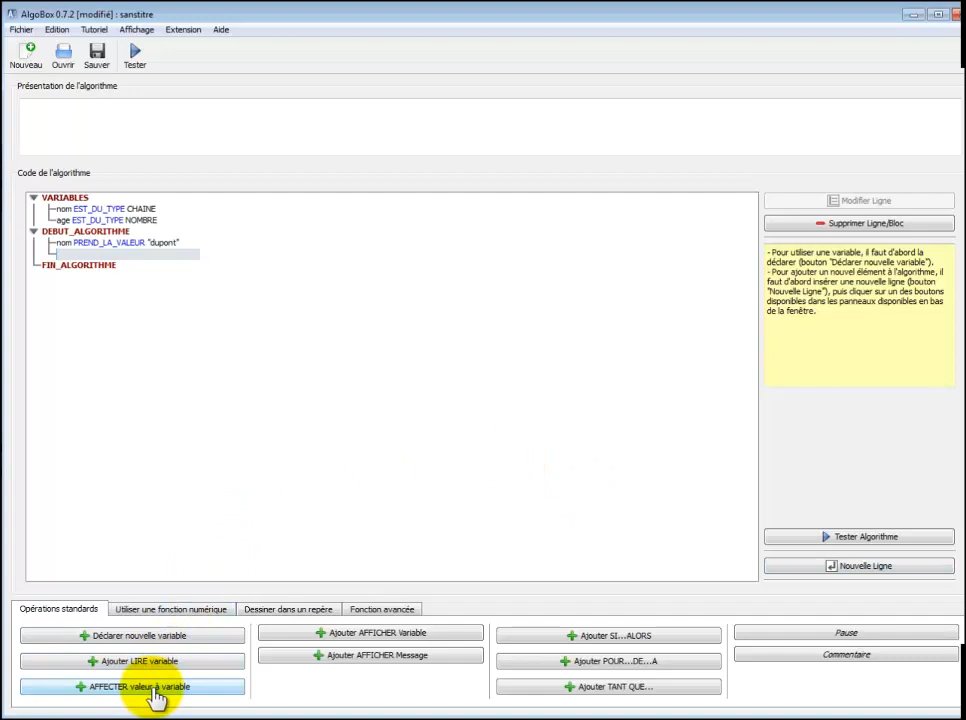 AlgoBox 0.7.2 [modifié] : sanstitre
Fichier Edition Tutoriel Affichage Extension Aide
Nouveau Ouvrir Sauver Tester
Présentation de l'algorithme
Code de l'algorithme
VARIABLES
nom EST_DU_TYPE CHAINE
age EST_DU_TYPE NOMBRE
DEBUT_ALGORITHME
nom PREND_LA_VALEUR "dupont"
FIN_ALGORITHME
Modifier Ligne
Supprimer Ligne/Bloc
- Pour utiliser une variable, il faut d'abord la
déclarer (bouton "Déclarer nouvelle variable").
- Pour ajouter un nouvel élément à l'algorithme, il
faut d'abord insérer une nouvelle ligne (bouton
"Nouvelle Ligne"), puis cliquer sur un des boutons
disponibles dans les panneaux disponibles en bas
de la fenêtre.
Tester Algorithme
Nouvelle Ligne
Opérations standards Utiliser une fonction numérique Dessiner dans un repère Fonction avancée
Déclarer nouvelle variable
Ajouter LIRE variable
AFFECTER valeur à variable
Ajouter AFFICHER Variable
Ajouter AFFICHER Message
Ajouter SI...ALORS
Ajouter POUR...DE...A
Ajouter TANT QUE...
Pause
Commentaire